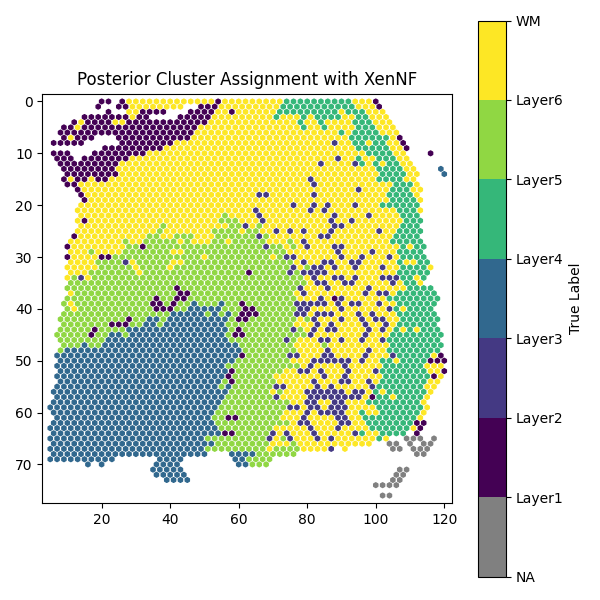 Posterior Cluster Assignment with XenNF
0
10
20
30
40
50
60
70
20
40
60
80
100
120
WM
Layer6
Layer5
Layer4
Layer3
Layer2
Layer1
NA
True Label